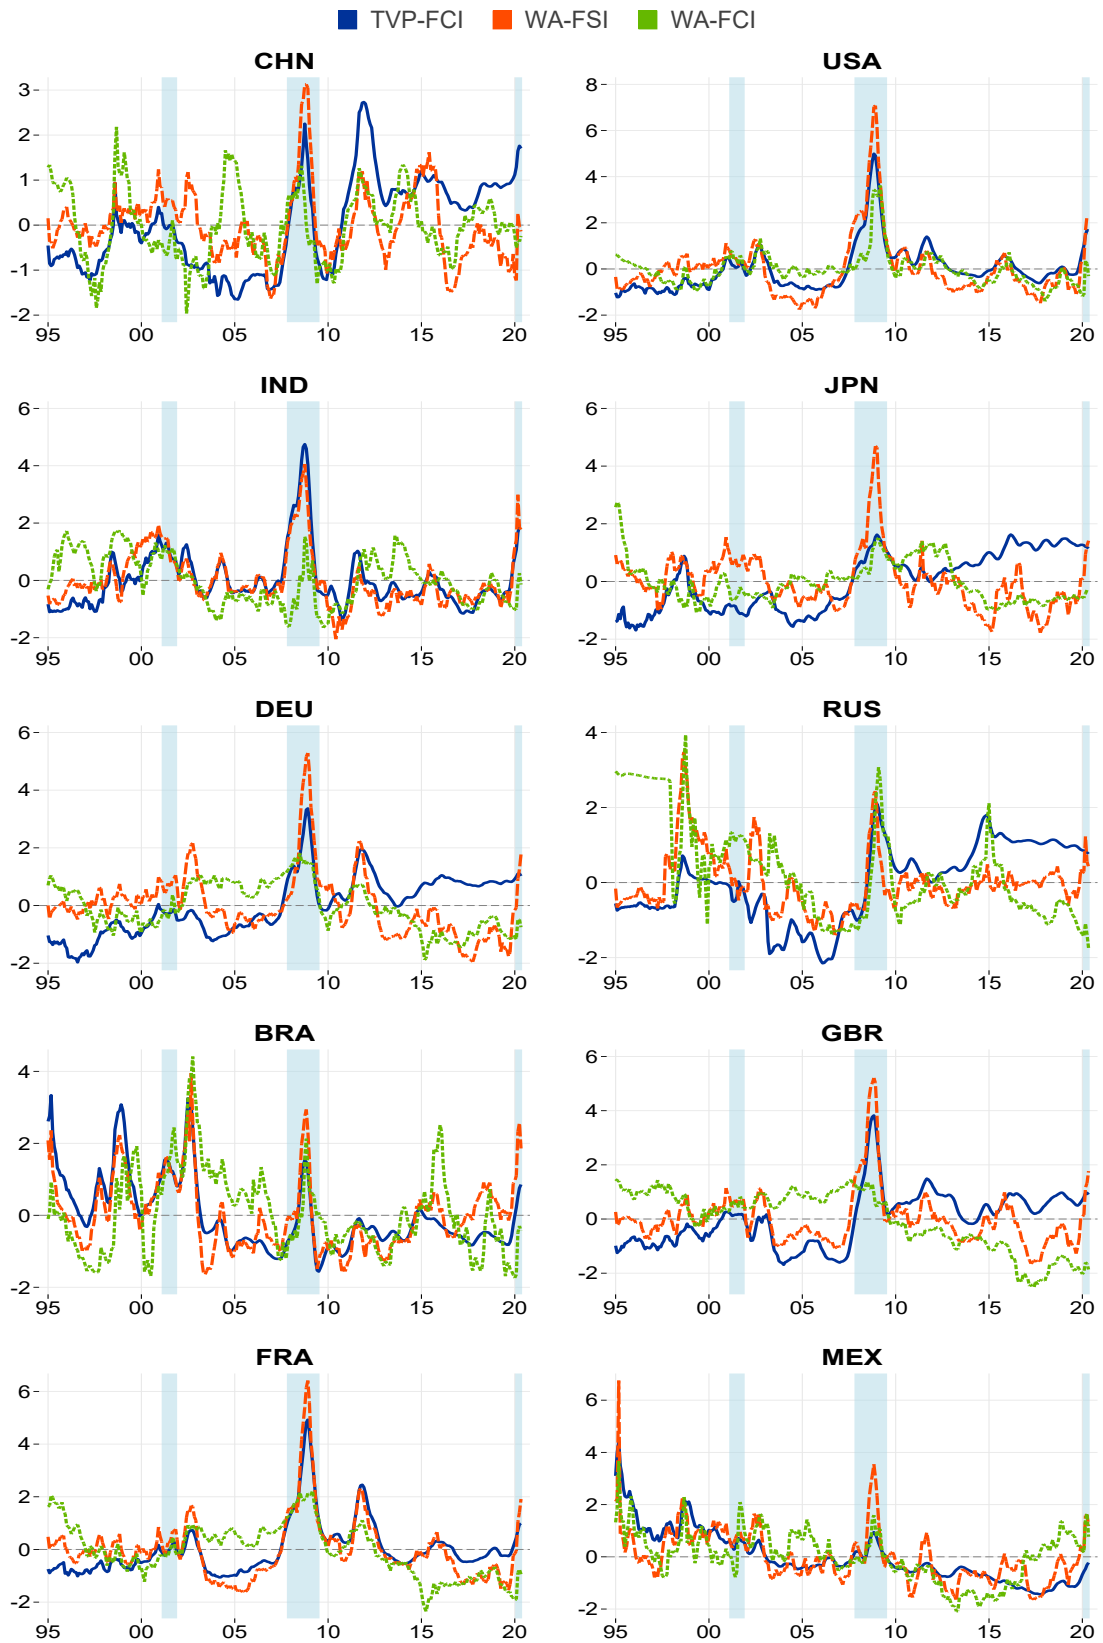 TVP-FCI WA-FSI WA-FCI
CHN USA
3 8
2 6
1 4
0 2
-1 0
-2 -2
95 00 05 10 15 20 95 00 05 10 15 20
IND JPN
6 6
4 4
2 2
0 0
-2 -2
95 00 05 10 15 20 95 00 05 10 15 20
DEU RUS
6 4
4 2
2 0
0 -2
-2
95 00 05 10 15 20 95 00 05 10 15 20
BRA GBR
4 6
2 4
0 2
-2 0
-2
95 00 05 10 15 20 95 00 05 10 15 20
FRA MEX
6 6
4 4
2 2
0 0
-2 -2
95 00 05 10 15 20 95 00 05 10 15 20